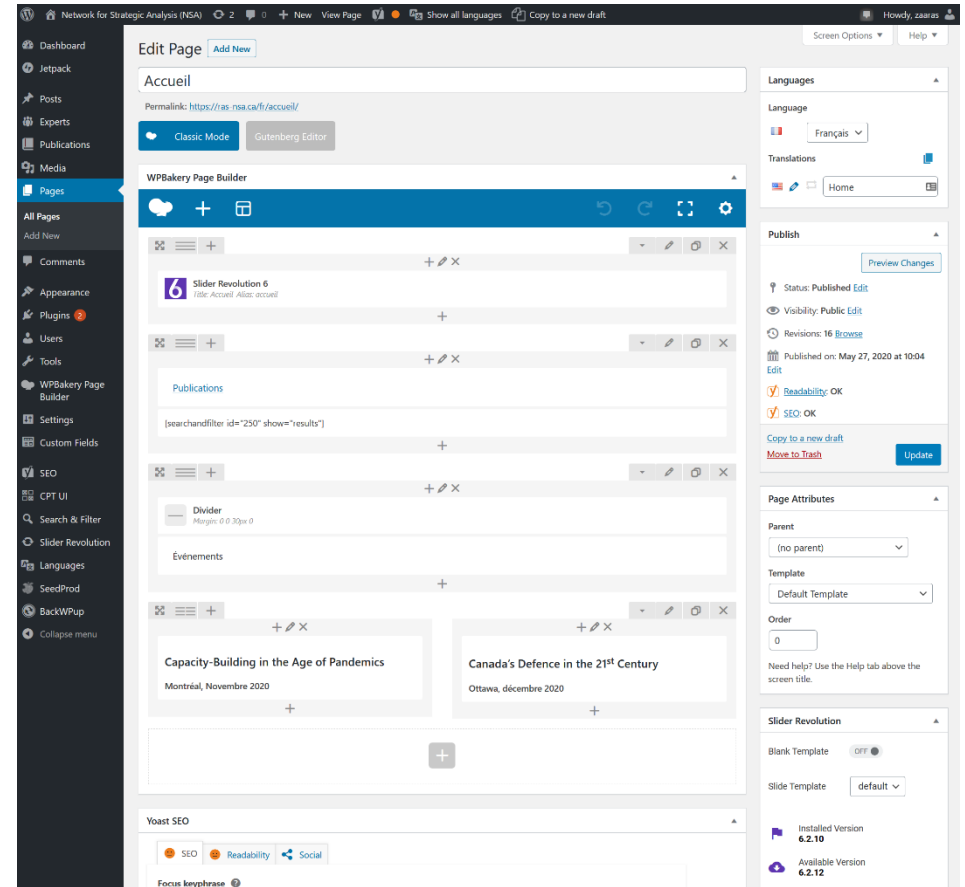 Network for Strategic Analysis (NSA) 2 0 New View Page Show all languages Copy to a new draft Howdy, zaaras
Screen Options Help
Dashboard
Jetpack
Posts
Experts
Publications
Media
Pages
All Pages
Add New
Comments
Appearance
Plugins 2
Users
Tools
WPBakery Page
Builder
Settings
Custom Fields
SEO
CPT UI
Search & Filter
Slider Revolution
Languages
SeedProd
BackWPup
Collapse menu
Edit Page Add New
Accueil
Permalink: https://ras-nsa.ca/fr/accueil/
Classic Mode Gutenberg Editor
WPBakery Page Builder
6 Slider Revolution 6
Title: Accueil Alias: accueil
Publications
[searchandfilter id="250" show="results"]
Divider
Margin: 0 0 30px 0
Événements
Capacity-Building in the Age of Pandemics
Montréal, Novembre 2020
Canada's Defence in the 21st Century
Ottawa, décembre 2020
Yoast SEO
SEO Readability Social
Focus keyphrase
Languages
Language
Français
Translations
Home
Publish
Preview Changes
Status: Published Edit
Visibility: Public Edit
Revisions: 16 Browse
Published on: May 27, 2020 at 10:04
Edit
Readability: OK
SEO: OK
Copy to a new draft
Move to Trash Update
Page Attributes
Parent
(no parent)
Template
Default Template
Order
0
Need help? Use the Help tab above the
screen title.
Slider Revolution
Blank Template OFF
Slide Template default
Installed Version
6.2.10
Available Version
6.2.12